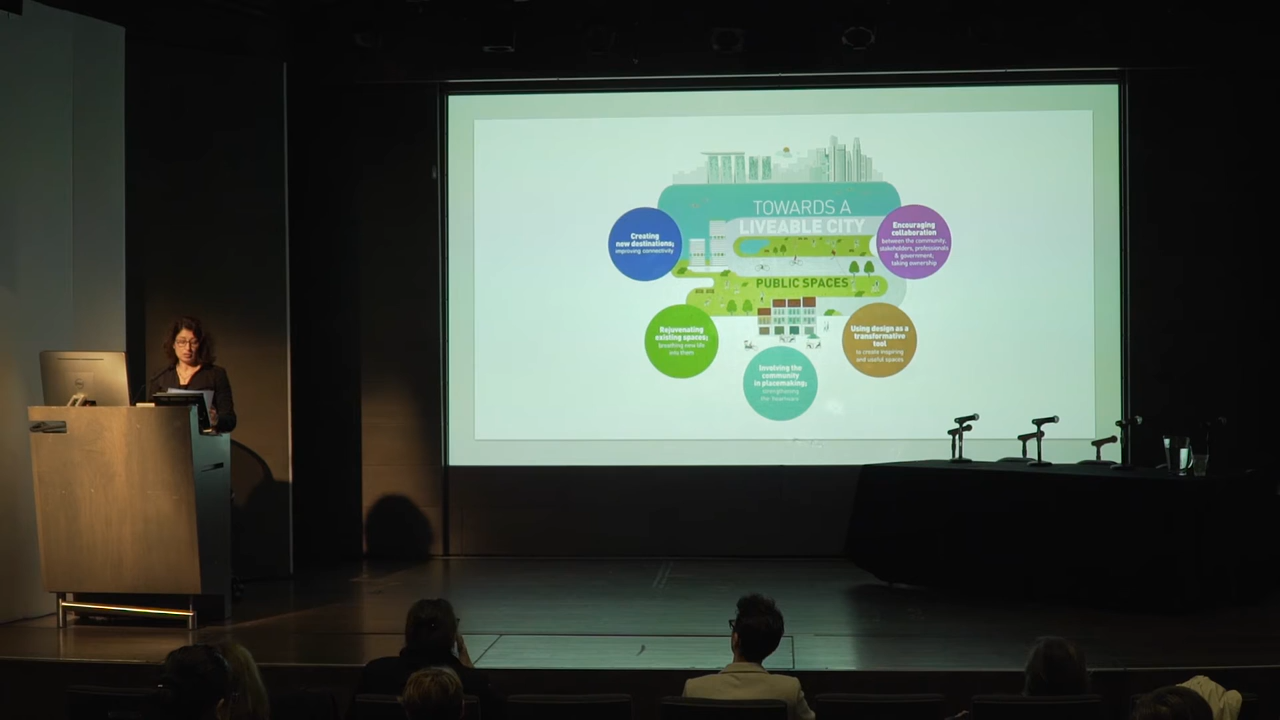 TOWARDS A
LIVEABLE CITY
PUBLIC SPACES
Creating
new destinations;
improving connectivity
Encouraging
collaboration
between the community,
stakeholders, professionals
& government,
taking ownership
Rejuvenating
existing spaces;
breathing new life
into them
Using design as a
transformative
tool
to create inspiring
and useful spaces
Involving the
community
in placemaking;
strengthening
the 'heartware'